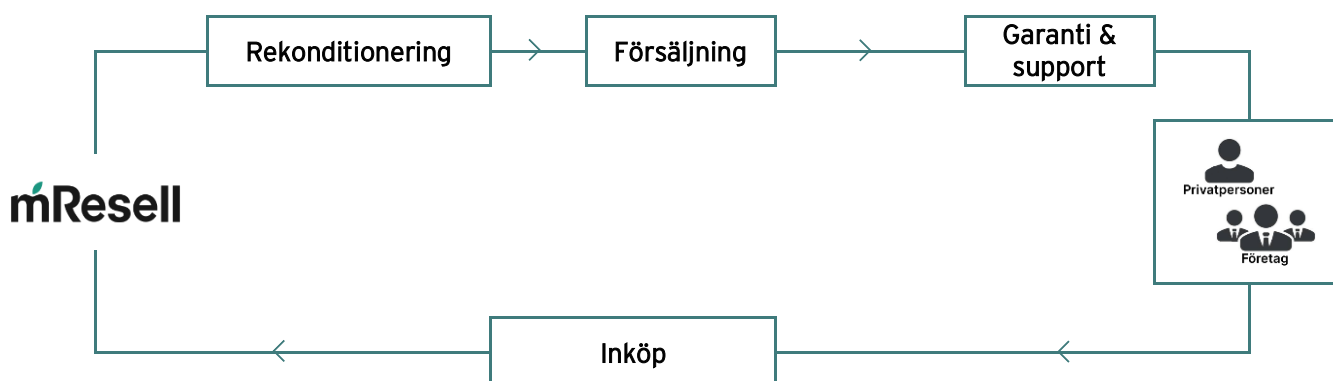 Rekonditionering
Försäljning
Garanti &
support
mResell
Privatpersoner
Företag
Inköp